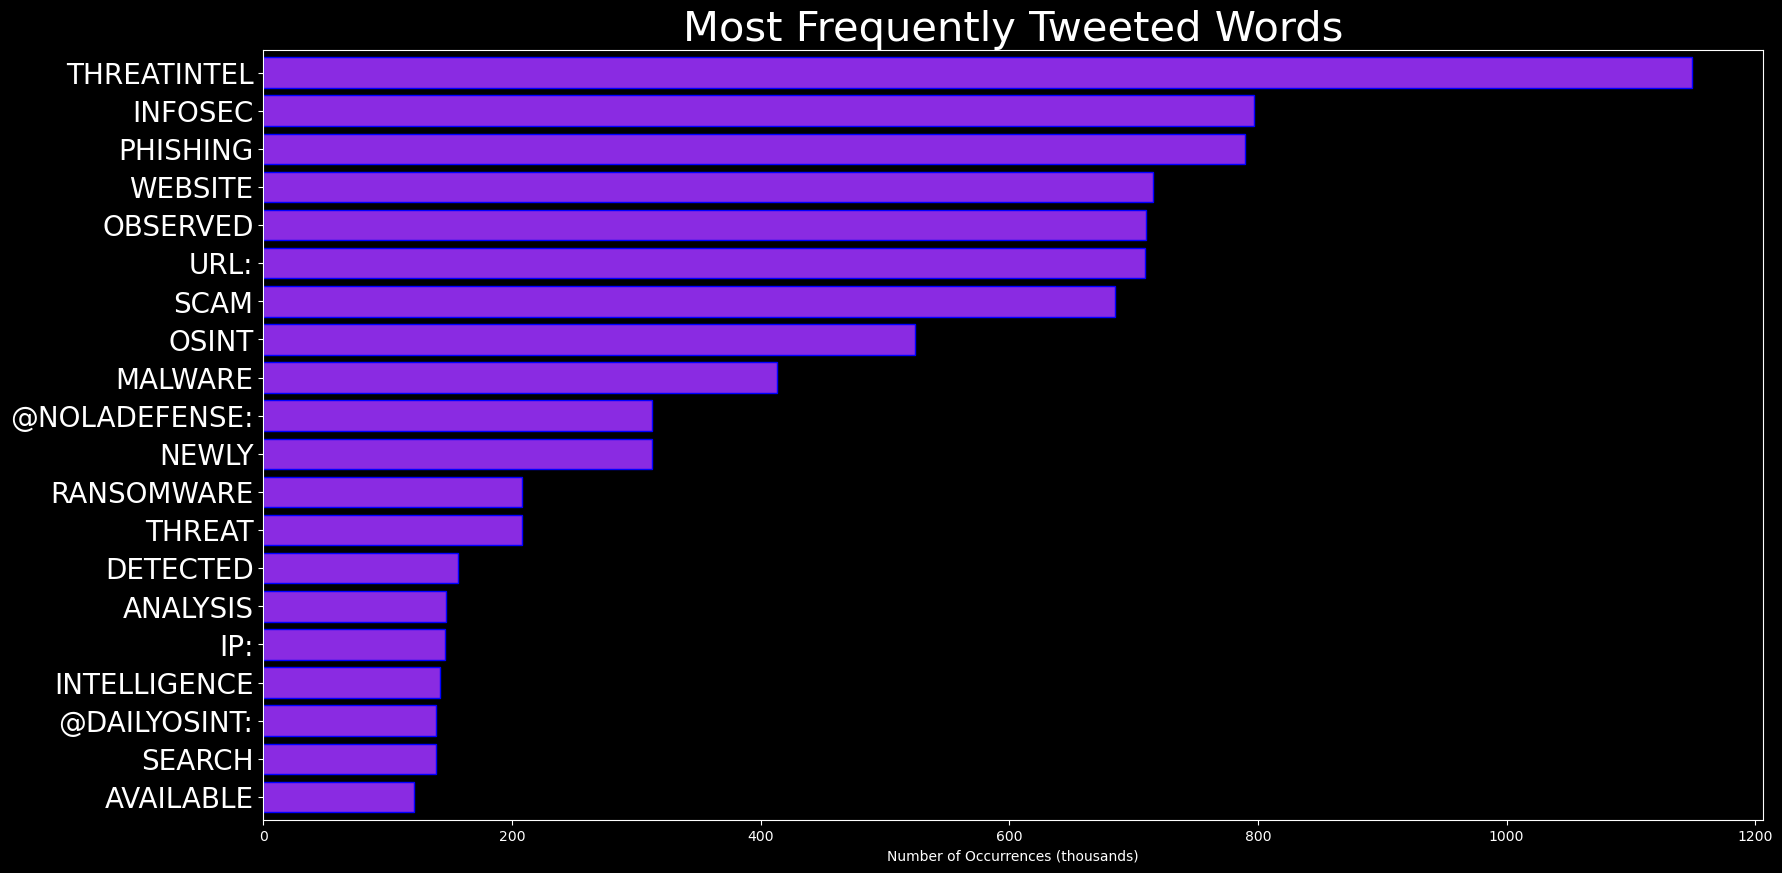 Most Frequently Tweeted Words
THREATINTEL
INFOSEC
PHISHING
WEBSITE
OBSERVED
URL:
SCAM
OSINT
MALWARE
@NOLADEFENSE:
NEWLY
RANSOMWARE
THREAT
DETECTED
ANALYSIS
IP:
INTELLIGENCE
@DAILYOSINT:
SEARCH
AVAILABLE
0 200 400 600 800 1000 1200
Number of Occurrences (thousands)